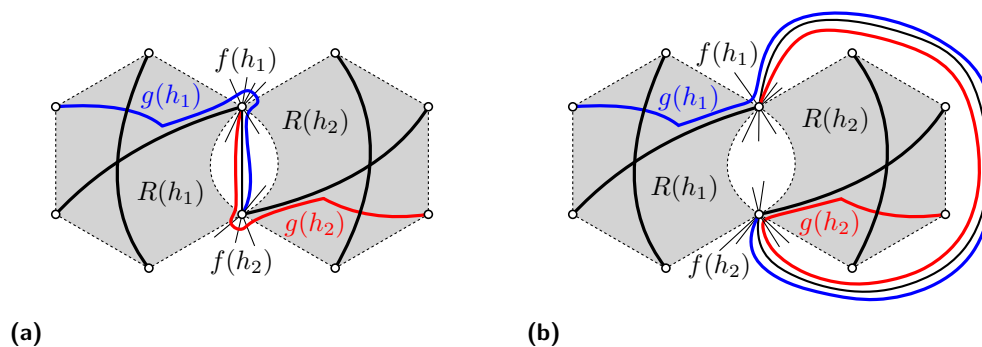 f(h₁)
g(h₁)
R(h₂)
R(h₁)
g(h₂)
f(h₂)
(a)
f(h₁)
g(h₁)
R(h₂)
R(h₁)
g(h₂)
f(h₂)
(b)